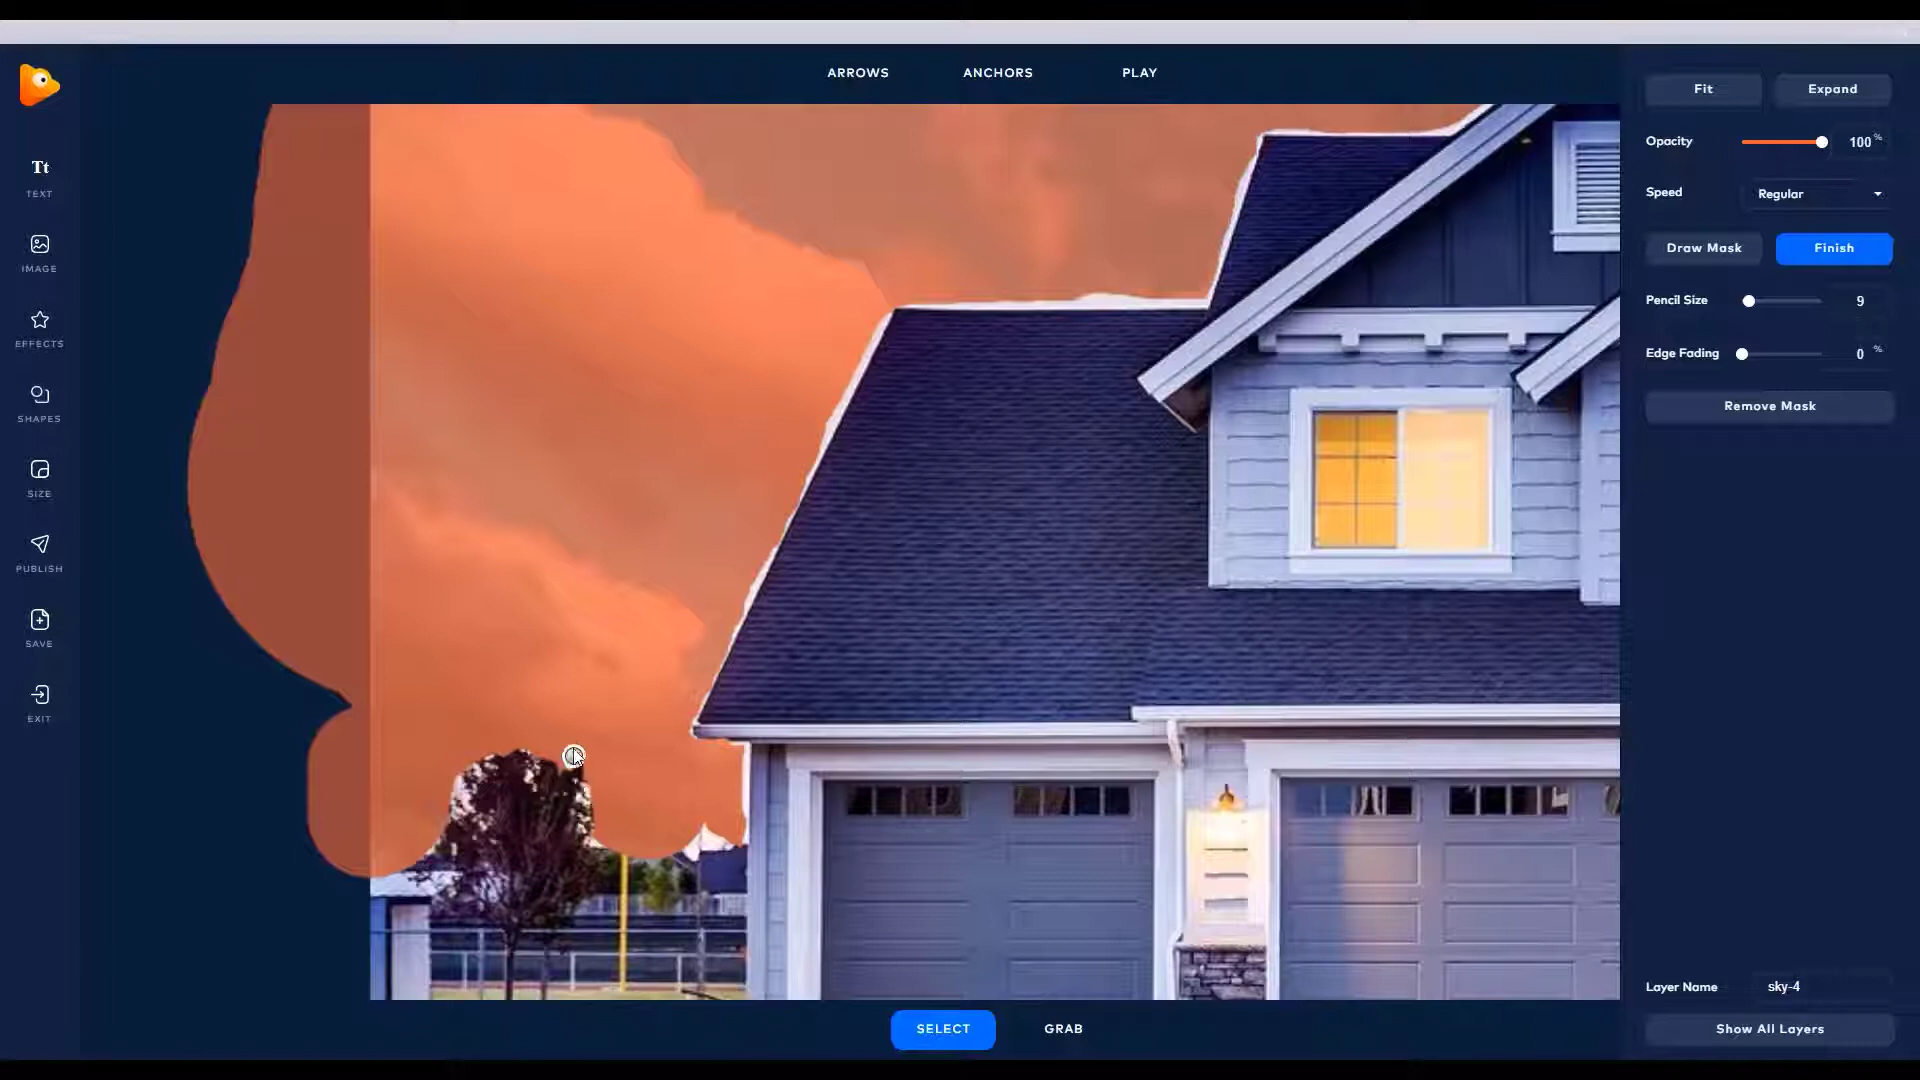 ARROWS
ANCHORS
PLAY
Tt
TEXT
IMAGE
EFFECTS
SHAPES
SIZE
PUBLISH
SAVE
EXIT
Fit
Expand
Opacity
100 %
Speed
Regular
Draw Mask
Finish
Pencil Size
9
Edge Fading
0 %
Remove Mask
Layer Name
sky-4
Show All Layers
SELECT
GRAB